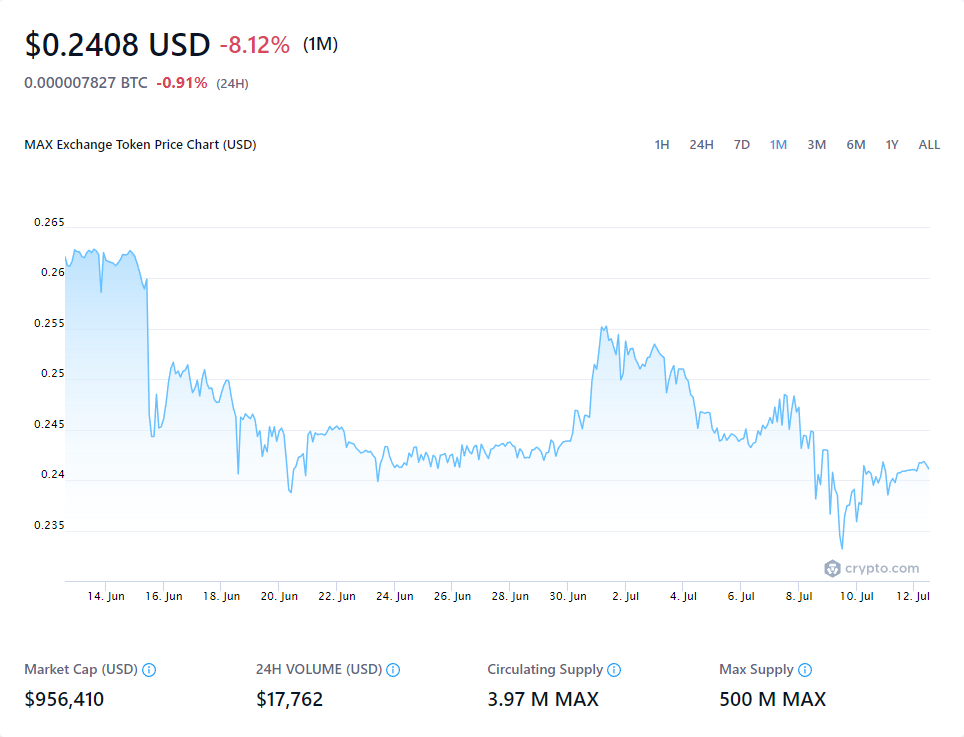 $0.2408 USD -8.12% (1M)
0.000007827 BTC -0.91% (24H)
MAX Exchange Token Price Chart (USD) 1H 24H 7D 1M 3M 6M 1Y ALL
0.265
0.26
0.255
0.25
0.245
0.24
0.235
crypto.com
14. Jun 16. Jun 18. Jun 20. Jun 22. Jun 24. Jun 26. Jun 28. Jun 30. Jun 2. Jul 4. Jul 6. Jul 8. Jul 10. Jul 12. Jul
Market Cap (USD) 24H VOLUME (USD) Circulating Supply Max Supply
$956,410 $17,762 3.97 M MAX 500 M MAX